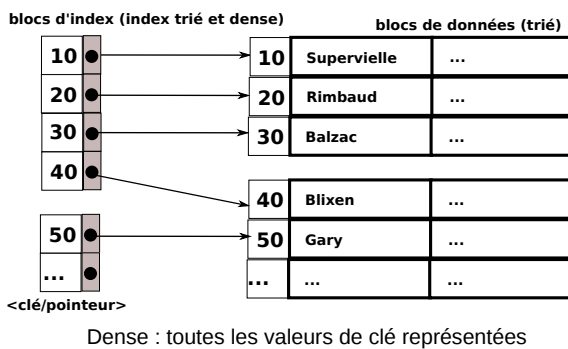 blocs d'index (index trié et dense)
blocs de données (trié)
10 10 Supervielle ...
20 20 Rimbaud ...
30 30 Balzac ...
40
40 Blixen ...
50 50 Gary ...
... ... ... ...
<clé/pointeur>
Dense : toutes les valeurs de clé représentées